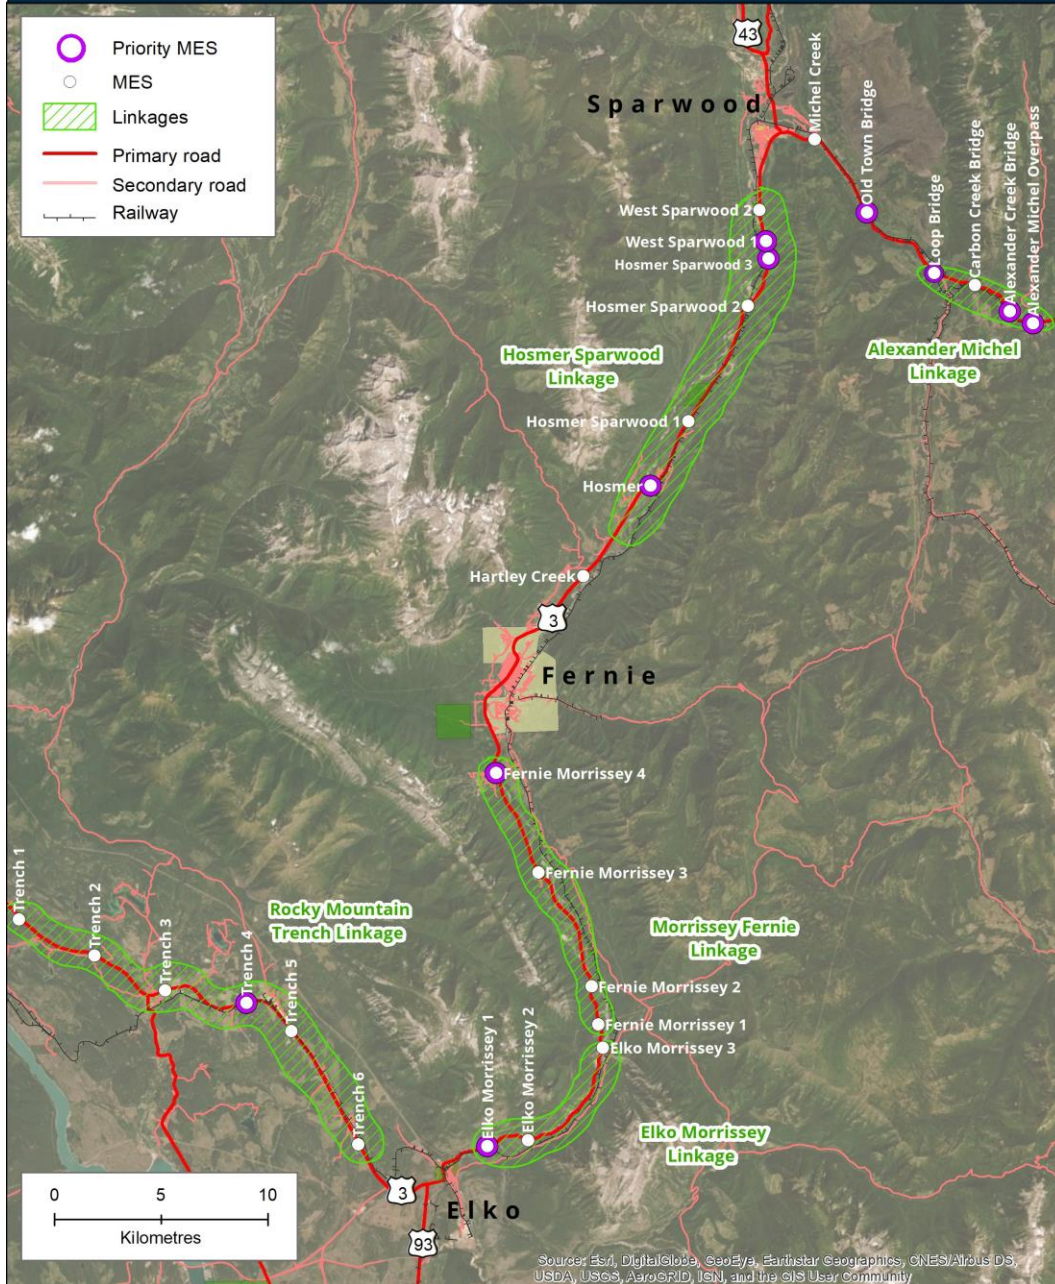 Priority MES
MES
Linkages
Primary road
Secondary road
Railway
43
Sparwood
Michel Creek
Old Town Bridge
Loop Bridge
Carbon Creek Bridge
Alexander Creek Bridge
Alexander Michel Overpass
West Sparwood 2
West Sparwood 1
Hosmer Sparwood 3
Hosmer Sparwood 2
Hosmer Sparwood
Linkage
Alexander Michel
Linkage
Hosmer Sparwood 1
Hosmer
Hartley Creek
3
Fernie
Fernie Morrissey 4
Fernie Morrissey 3
Trench 1
Trench 2
Trench 3
Trench 4
Trench 5
Trench 6
Rocky Mountain
Trench Linkage
Morrissey Fernie
Linkage
Fernie Morrissey 2
Fernie Morrissey 1
Elko Morrissey 3
Elko Morrissey 1
Elko Morrissey 2
Elko Morrissey
Linkage
3
Elko
93
0 5 10
Kilometres
Source: Esri, DigitalGlobe, GeoEye, Earthstar Geographics, CNES/Airbus DS,
USDA, USGS, AeroGRID, IGN, and the GIS User Community